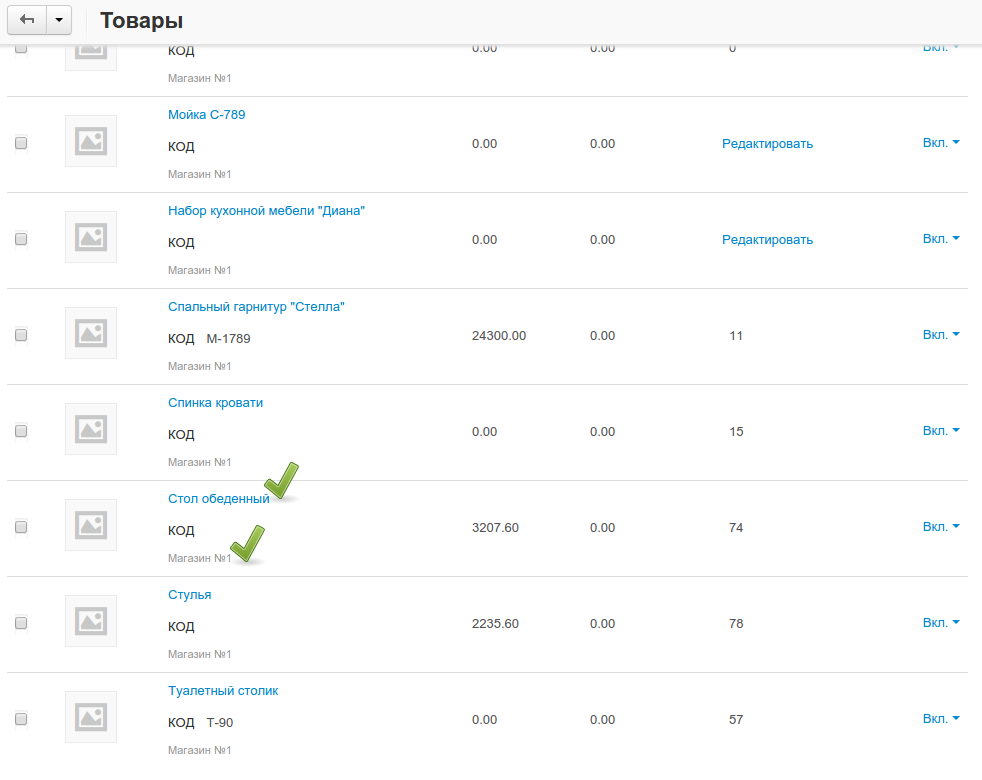 Товары
КОД 0.00 0.00 0 Вкл.
Магазин №1
Мойка С-789
КОД 0.00 0.00 Редактировать Вкл.
Магазин №1
Набор кухонной мебели "Диана"
КОД 0.00 0.00 Редактировать Вкл.
Магазин №1
Спальный гарнитур "Стелла"
КОД М-1789 24300.00 0.00 11 Вкл.
Магазин №1
Спинка кровати
КОД 0.00 0.00 15 Вкл.
Магазин №1
Стол обеденный
КОД 3207.60 0.00 74 Вкл.
Магазин №1
Стулья
КОД 2235.60 0.00 78 Вкл.
Магазин №1
Туалетный столик
КОД Т-90 0.00 0.00 57 Вкл.
Магазин №1